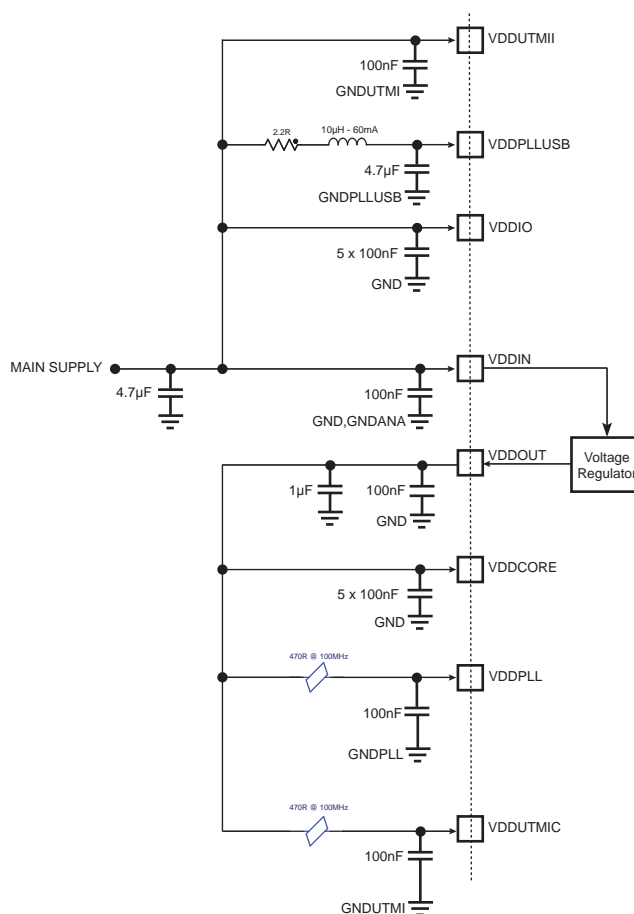 VDDUTMII
100nF
GNDUTMI
2.2R
10µH - 60mA
VDDPLLUSB
4.7µF
GNDPLLUSB
VDDIO
5 x 100nF
GND
MAIN SUPPLY
VDDIN
4.7µF
100nF
GND,GNDANA
VDDOUT
Voltage
Regulator
1µF
100nF
GND
VDDCORE
5 x 100nF
GND
470R @ 100MHz
VDDPLL
100nF
GNDPLL
470R @ 100MHz
VDDUTMIC
100nF
GNDUTMI